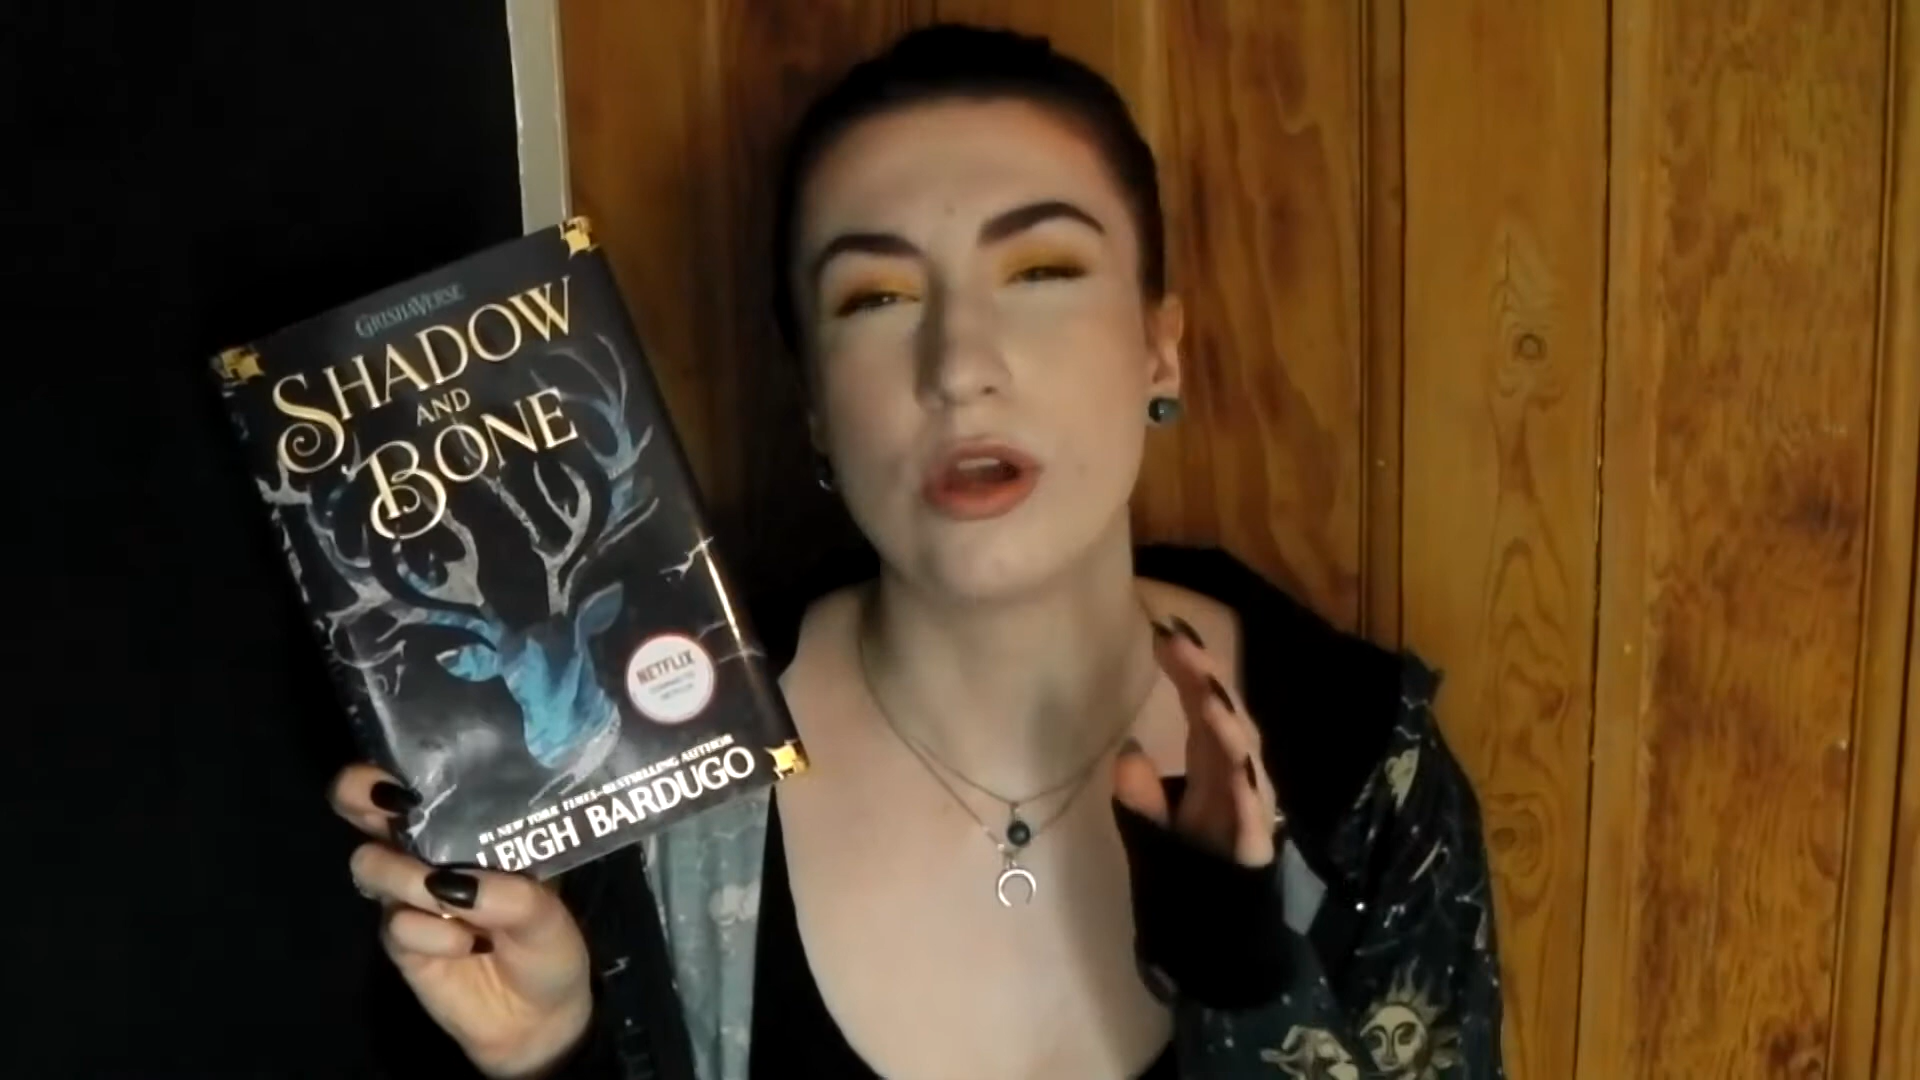 GRISHAVERSE
SHADOW
AND
BONE
NETFLIX
#1 NEW YORK TIMES-BESTSELLING AUTHOR
LEIGH BARDUGO